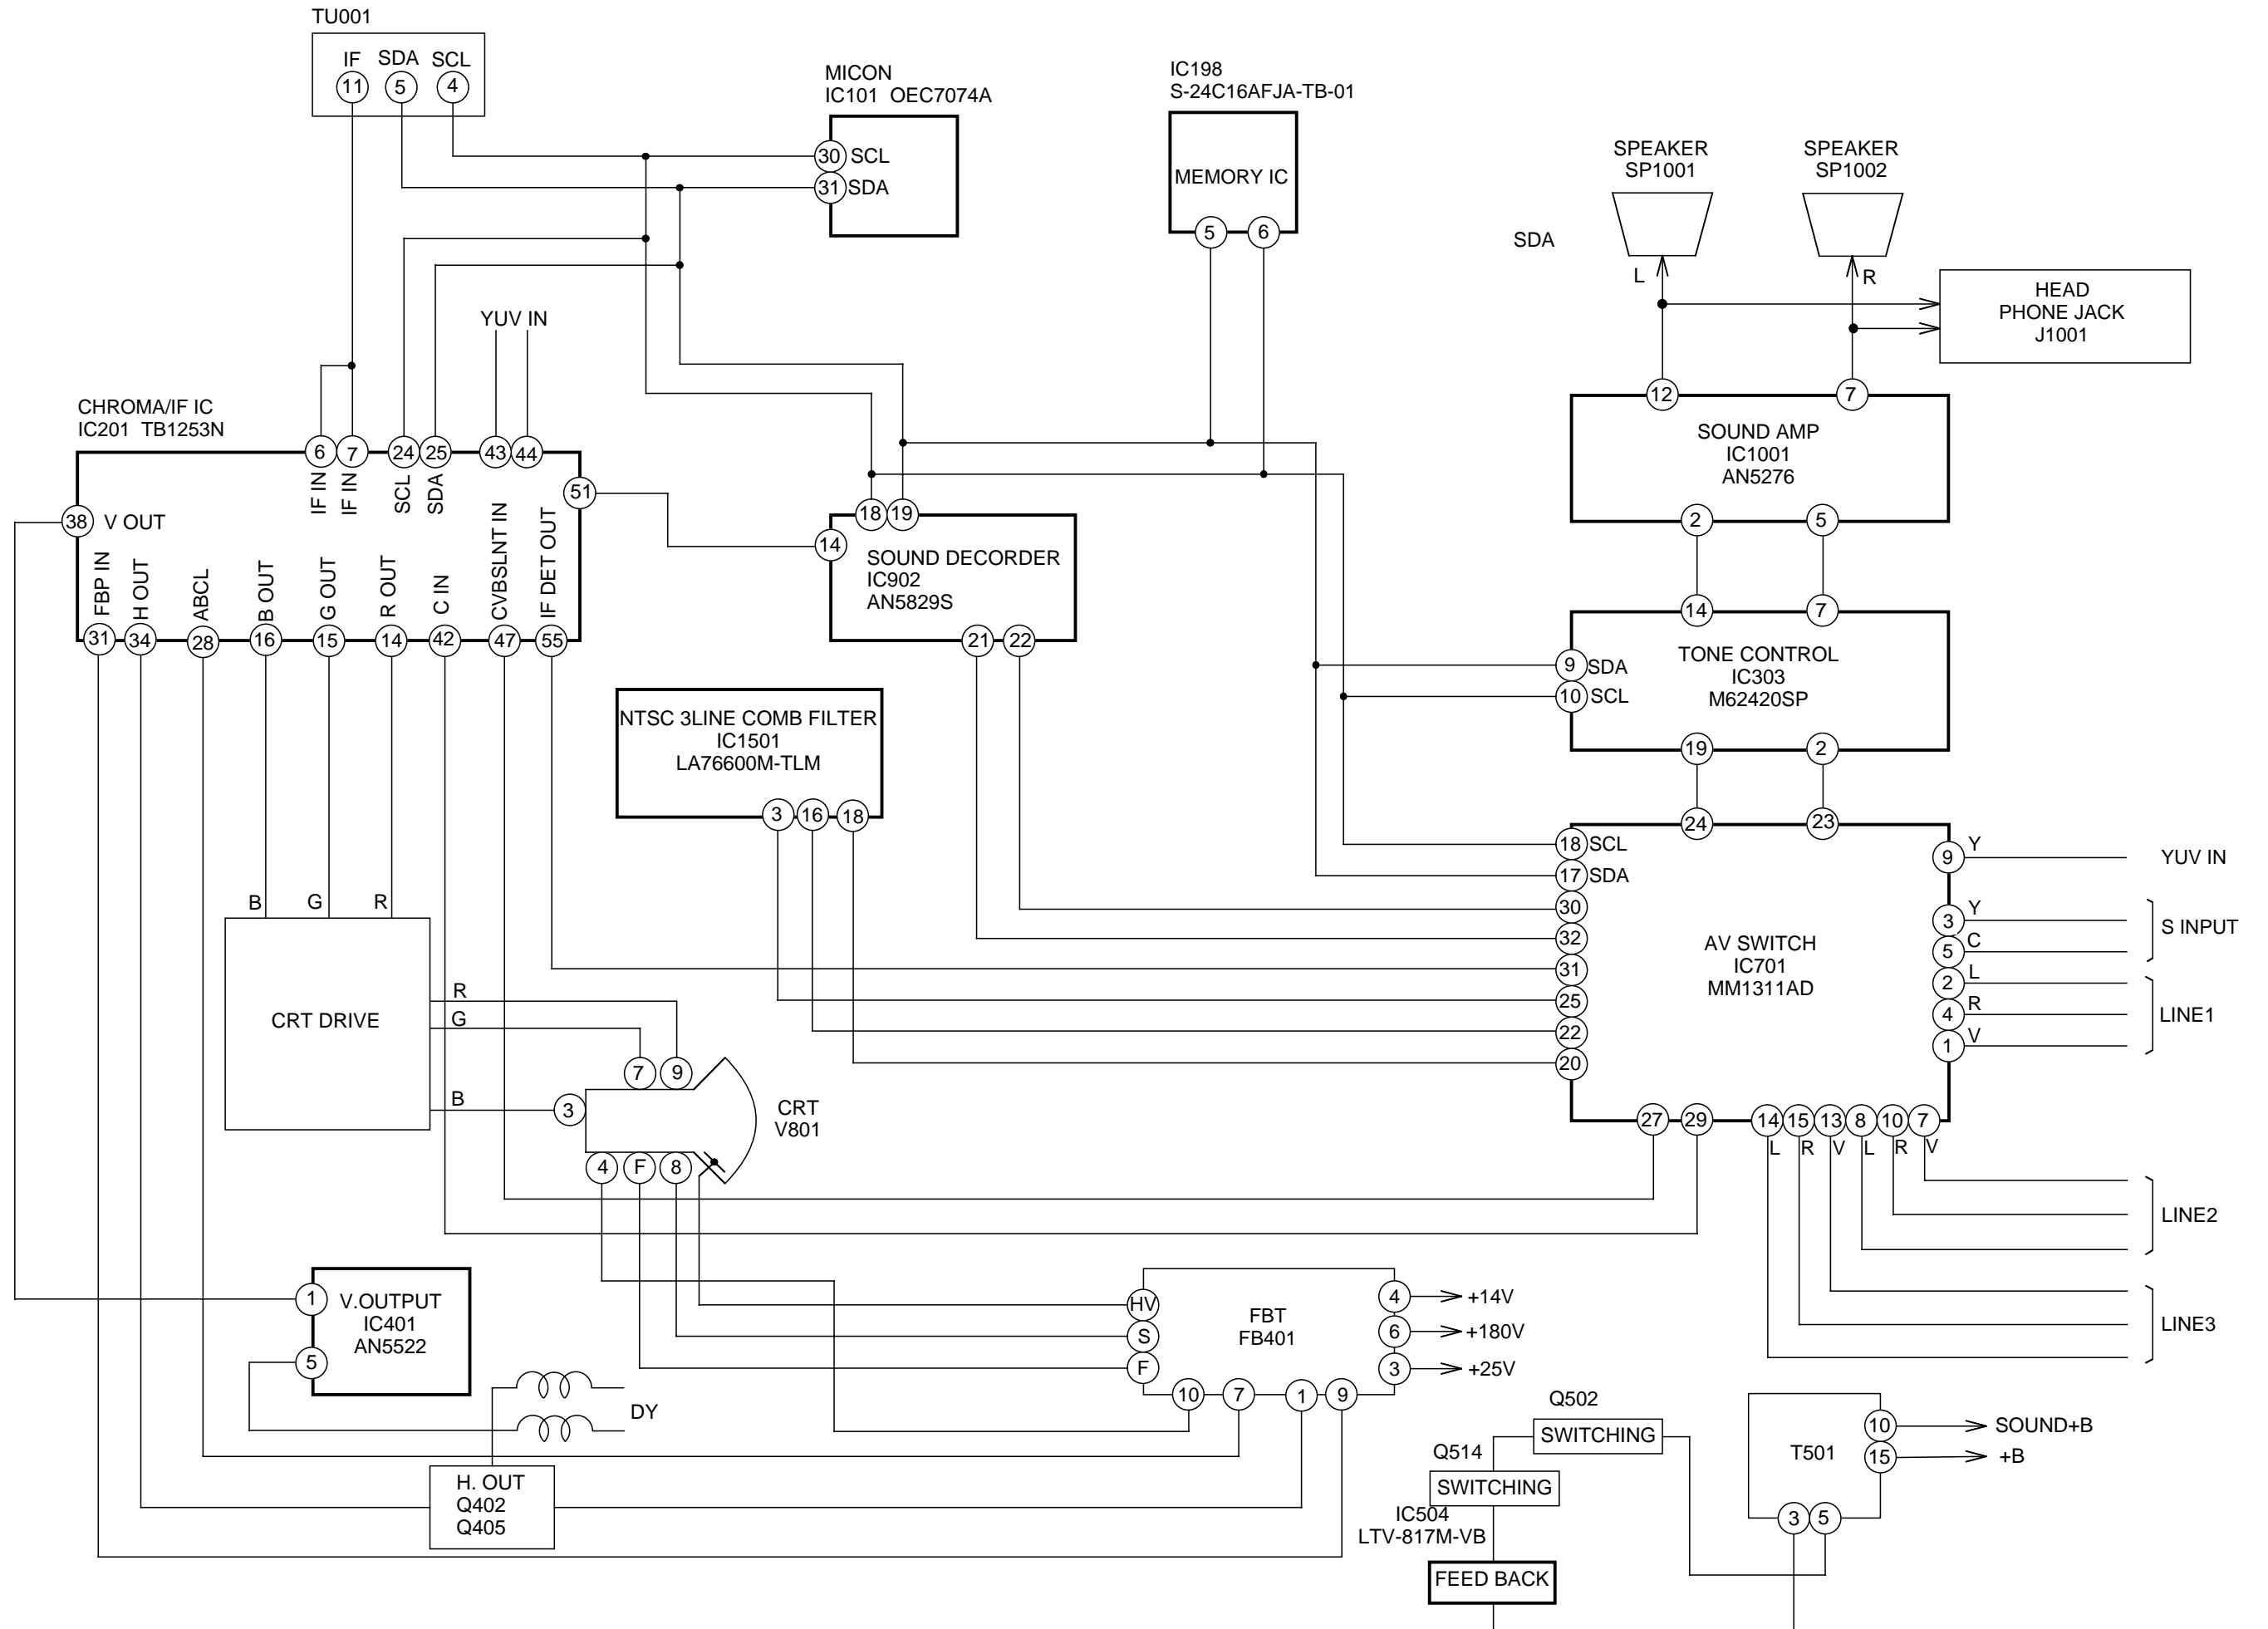 TU001
IF SDA SCL
11 5 4
MICON
IC101 OEC7074A
30 SCL
31 SDA
IC198
S-24C16AFJA-TB-01
MEMORY IC
5 6
SPEAKER
SP1001
SPEAKER
SP1002
SDA
L
R
HEAD
PHONE JACK
J1001
12 7
SOUND AMP
IC1001
AN5276
2 5
YUV IN
CHROMA/IF IC
IC201 TB1253N
6 7 24 25 43 44
IF IN
IF IN
SCL
SDA
51
38 V OUT
FBP IN
H OUT
ABCL
B OUT
G OUT
R OUT
C IN
CVBSLNT IN
IF DET OUT
31 34 28 16 15 14 42 47 55
18 19
14
SOUND DECORDER
IC902
AN5829S
21 22
14 7
TONE CONTROL
IC303
M62420SP
9 SDA
10 SCL
19 2
NTSC 3LINE COMB FILTER
IC1501
LA76600M-TLM
3 16 18
24 23
18 SCL
17 SDA
30
32
31
25
22
20
AV SWITCH
IC701
MM1311AD
9 Y
YUV IN
3 Y
5 C
S INPUT
2 L
4 R
1 V
LINE1
27 29 14 15 13 8 10 7
L R V L R V
LINE2
LINE3
B G R
CRT DRIVE
R
G
B
7 9
3
CRT
V801
4 F 8
1
V.OUTPUT
IC401
AN5522
5
DY
H. OUT
Q402
Q405
HV
S
F
FBT
FB401
4 +14V
6 +180V
3 +25V
10 7 1 9
Q502
SWITCHING
Q514
SWITCHING
IC504
LTV-817M-VB
FEED BACK
T501
10 SOUND+B
15 +B
3 5